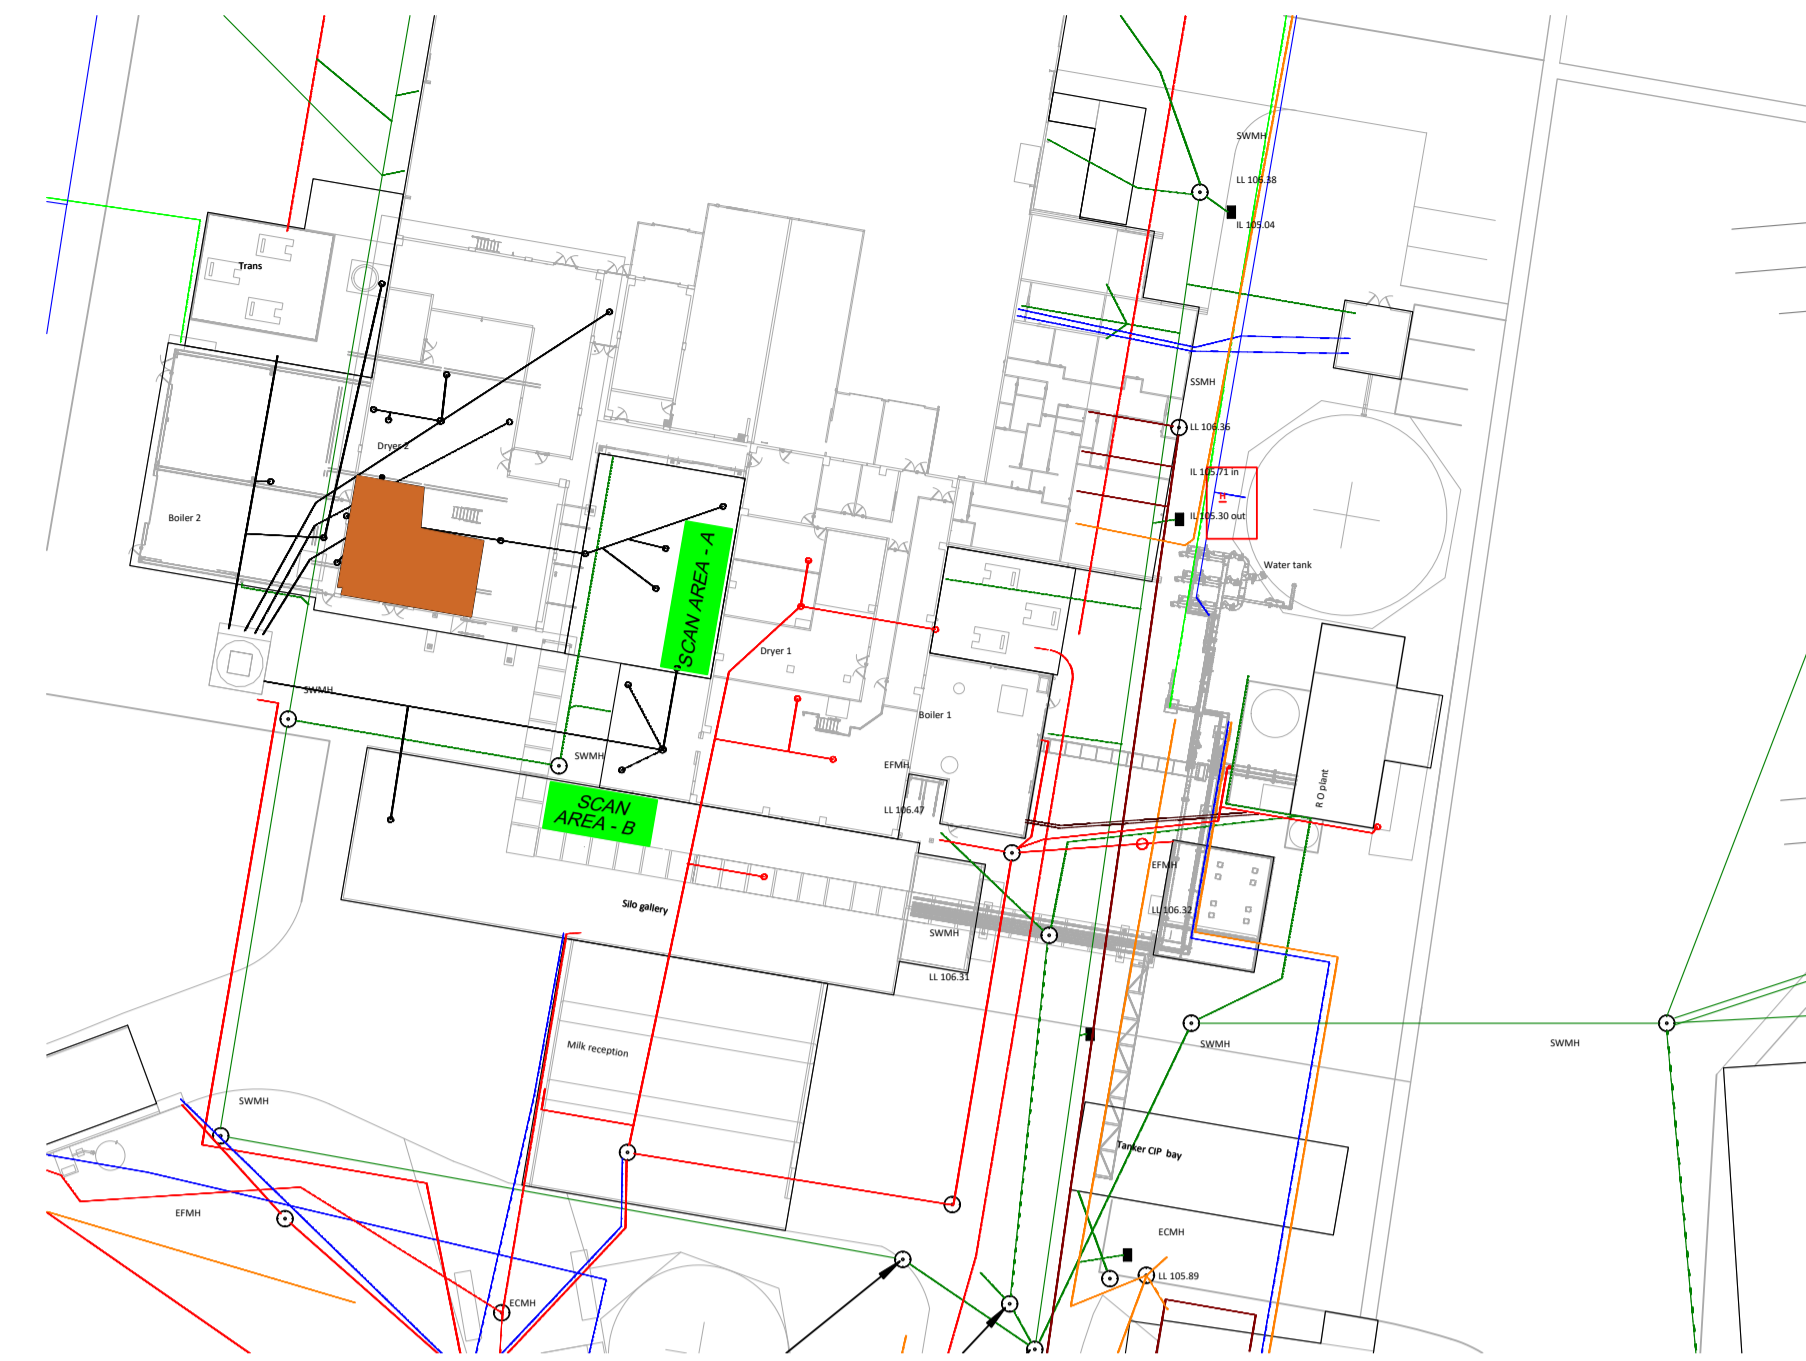 SWMH
LL 106.38
IL 105.04
Trans
SSMH
LL 106.36
Dryer 2
IL 105.71 in
H
Boiler 2
IL 105.30 out
SCAN AREA - A
Water tank
Dryer 1
SWMH
Boiler 1
SWMH
EFMH
R O plant
LL 106.47
SCAN
AREA - B
EFMH
Silo gallery
LL 106.32
SWMH
LL 106.31
Milk reception
SWMH
SWMH
SWMH
Tanker CIP bay
EFMH
ECMH
LL 105.89
ECMH